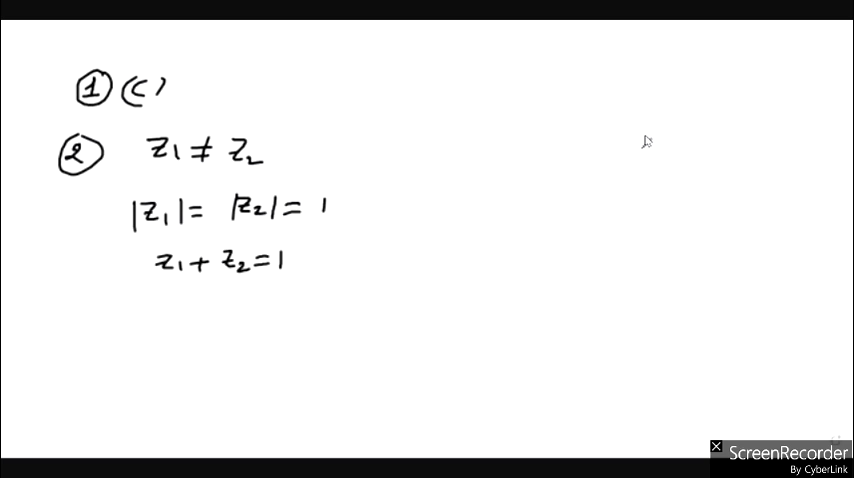 ① (c)
② z₁ ≠ z₂
|z₁| = |z₂| = 1
z₁ + z₂ = 1
ScreenRecorder
By CyberLink